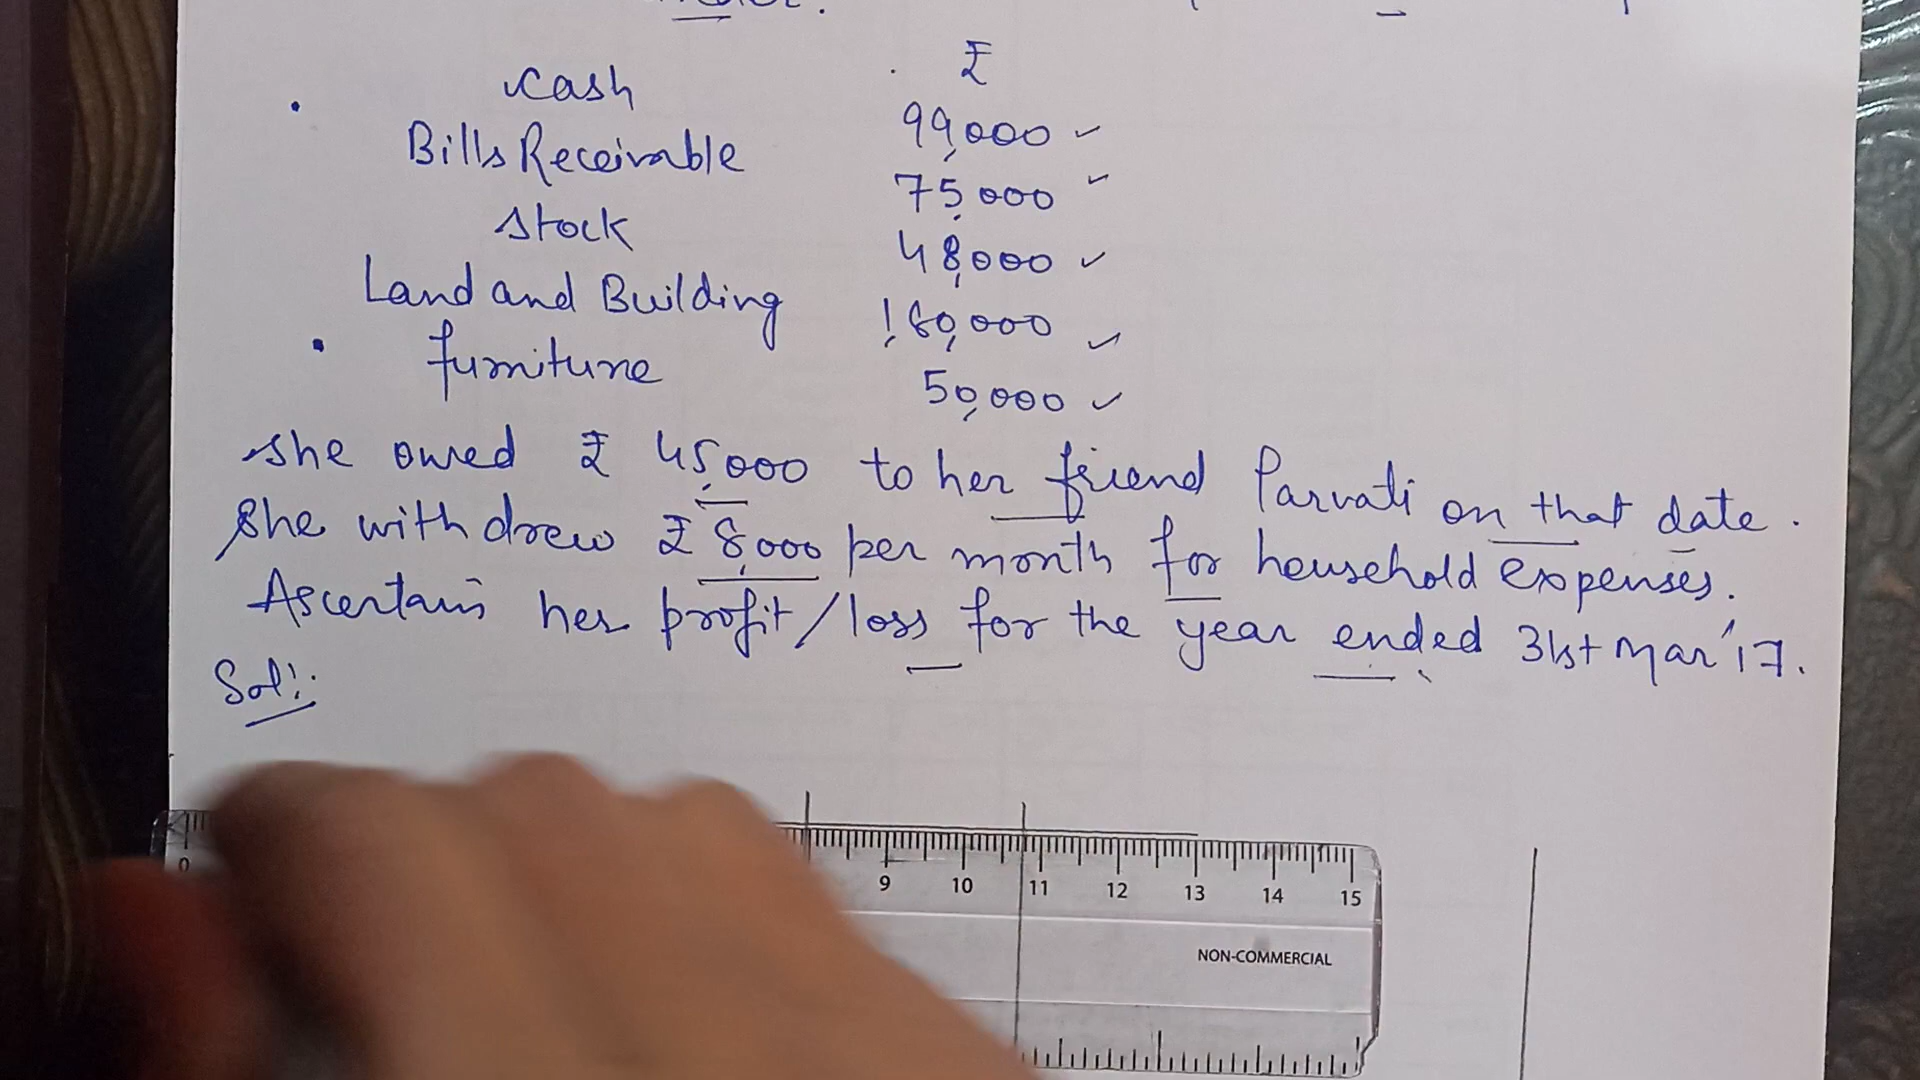 ₹
Cash 99,000
Bills Receivable 75,000
Stock 48,000
Land and Building 180,000
furniture 50,000
She owed ₹ 45,000 to her friend Parvati on that date.
She withdrew ₹ 8,000 per month for household expenses.
Ascertain her profit/loss for the year ended 31st Mar'17.
Sol:
0 9 10 11 12 13 14 15
NON-COMMERCIAL